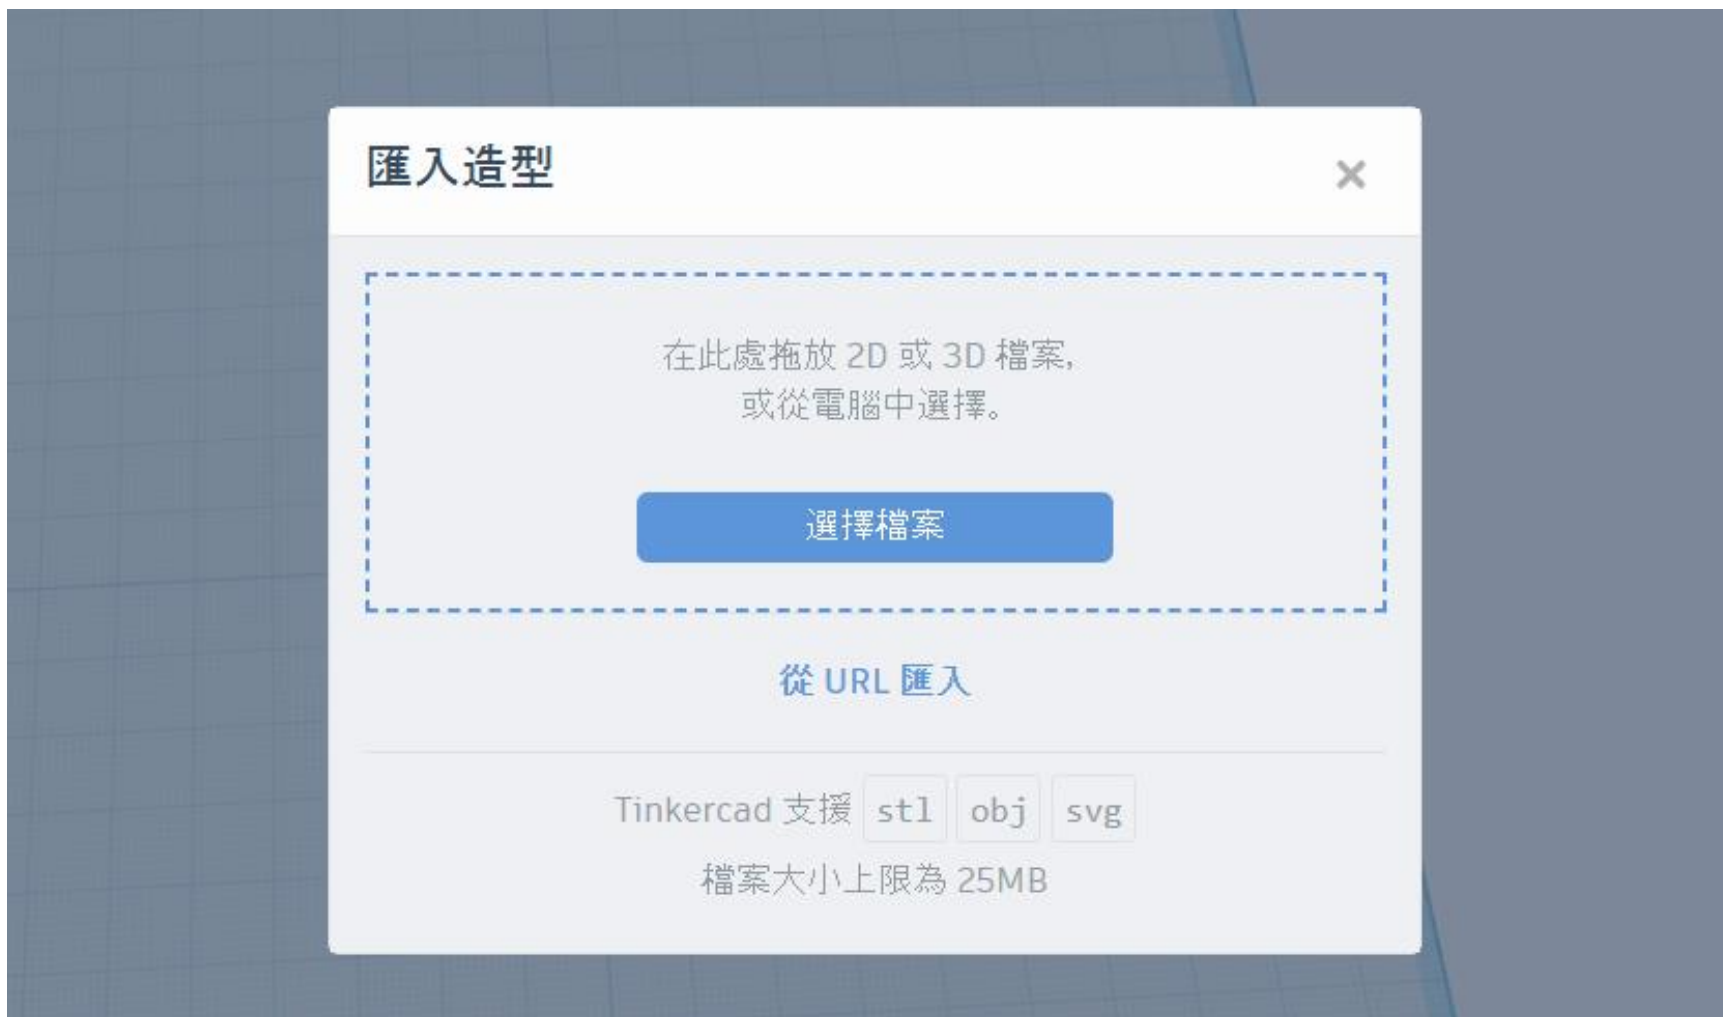 匯入造型
在此處拖放 2D 或 3D 檔案,
或從電腦中選擇。
選擇檔案
從 URL 匯入
Tinkercad 支援 stl obj svg
檔案大小上限為 25MB